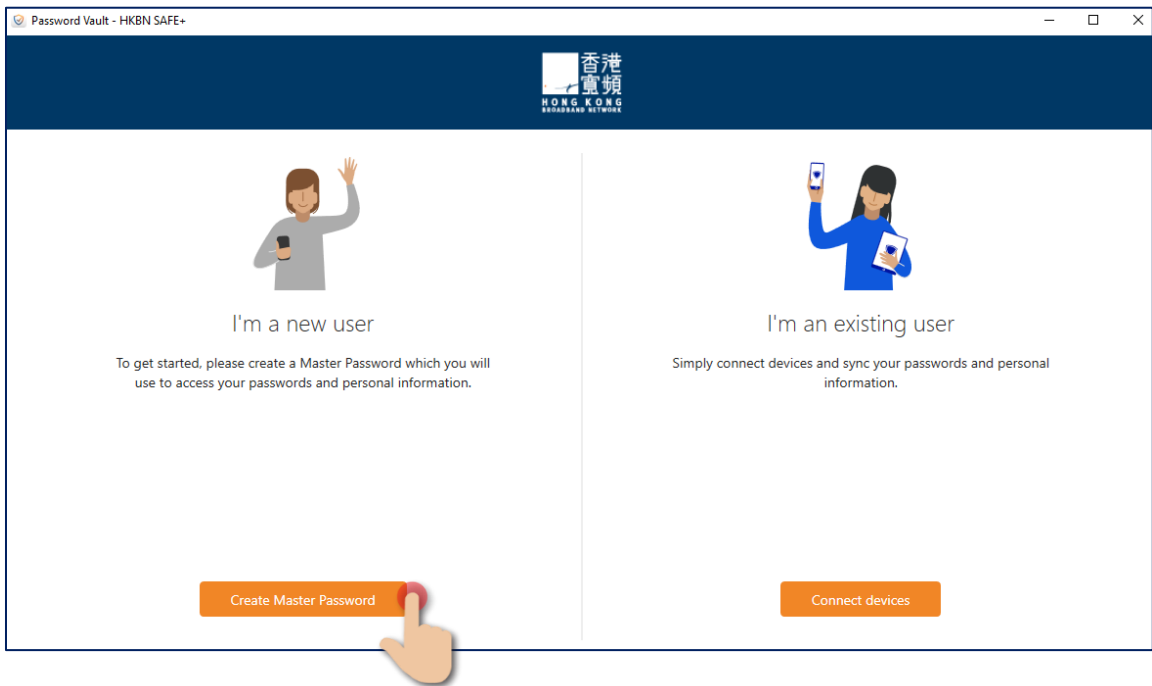 Password Vault - HKBN SAFE+
香港
寬頻
HONG KONG
BROADBAND NETWORK
I'm a new user
To get started, please create a Master Password which you will
use to access your passwords and personal information.
Create Master Password
I'm an existing user
Simply connect devices and sync your passwords and personal
information.
Connect devices